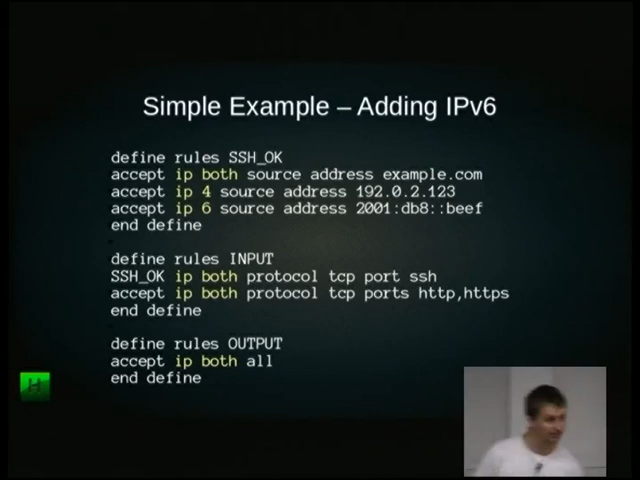 Simple Example – Adding IPv6
define rules SSH_OK
accept ip both source address example.com
accept ip 4 source address 192.0.2.123
accept ip 6 source address 2001:db8::beef
end define
define rules INPUT
SSH_OK ip both protocol tcp port ssh
accept ip both protocol tcp ports http,https
end define
define rules OUTPUT
accept ip both all
end define
H